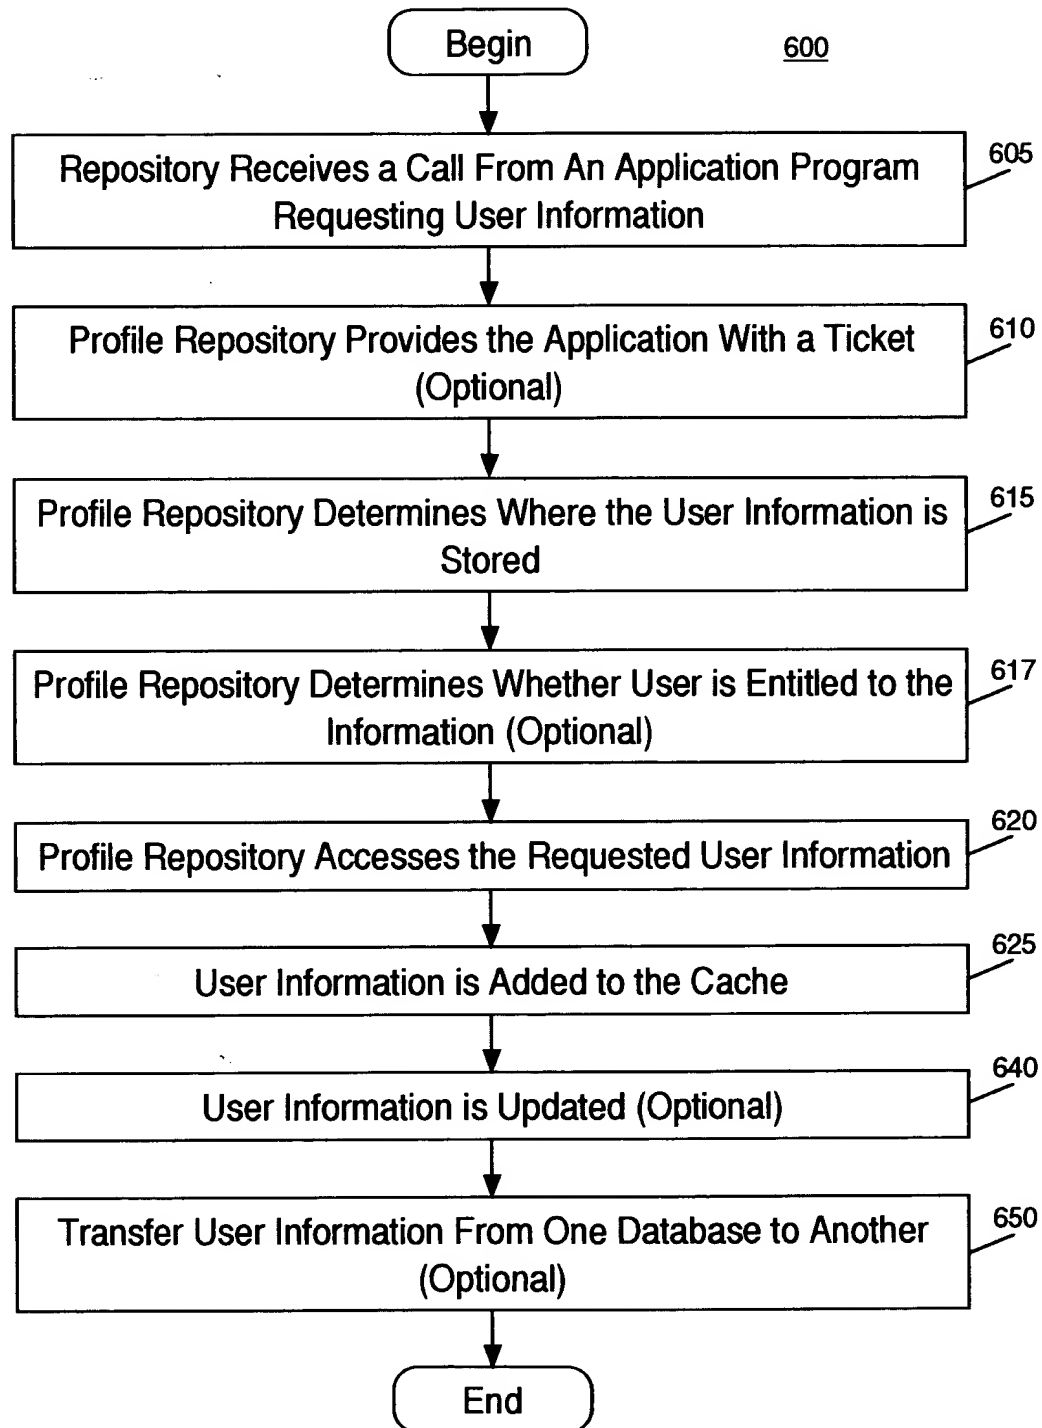 Begin
600
Repository Receives a Call From An Application Program
Requesting User Information
605
Profile Repository Provides the Application With a Ticket
(Optional)
610
Profile Repository Determines Where the User Information is
Stored
615
Profile Repository Determines Whether User is Entitled to the
Information (Optional)
617
Profile Repository Accesses the Requested User Information
620
User Information is Added to the Cache
625
User Information is Updated (Optional)
640
Transfer User Information From One Database to Another
(Optional)
650
End